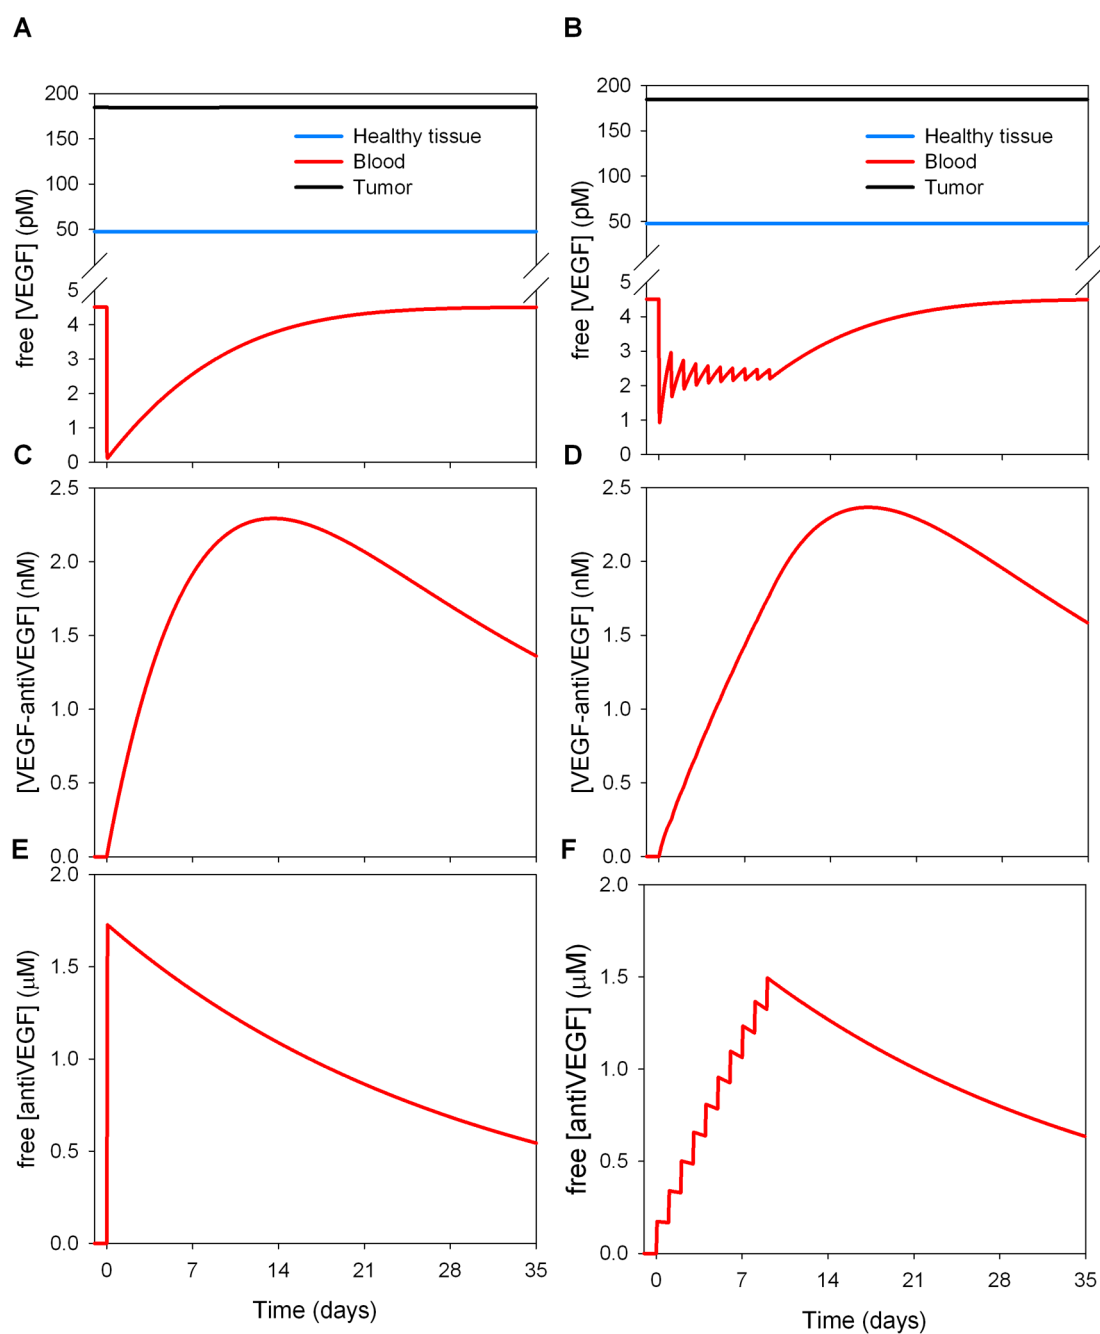 A
200
150
100
50
5
4
3
2
1
0
free [VEGF] (pM)
Healthy tissue
Blood
Tumor
B
200
150
100
50
5
4
3
2
1
0
free [VEGF] (pM)
Healthy tissue
Blood
Tumor
C
2.5
2.0
1.5
1.0
0.5
0.0
[VEGF-antiVEGF] (nM)
D
2.5
2.0
1.5
1.0
0.5
0.0
[VEGF-antiVEGF] (nM)
E
2.0
1.5
1.0
0.5
0.0
free [antiVEGF] (μM)
0 7 14 21 28 35
Time (days)
F
2.0
1.5
1.0
0.5
0.0
free [antiVEGF] (μM)
0 7 14 21 28 35
Time (days)